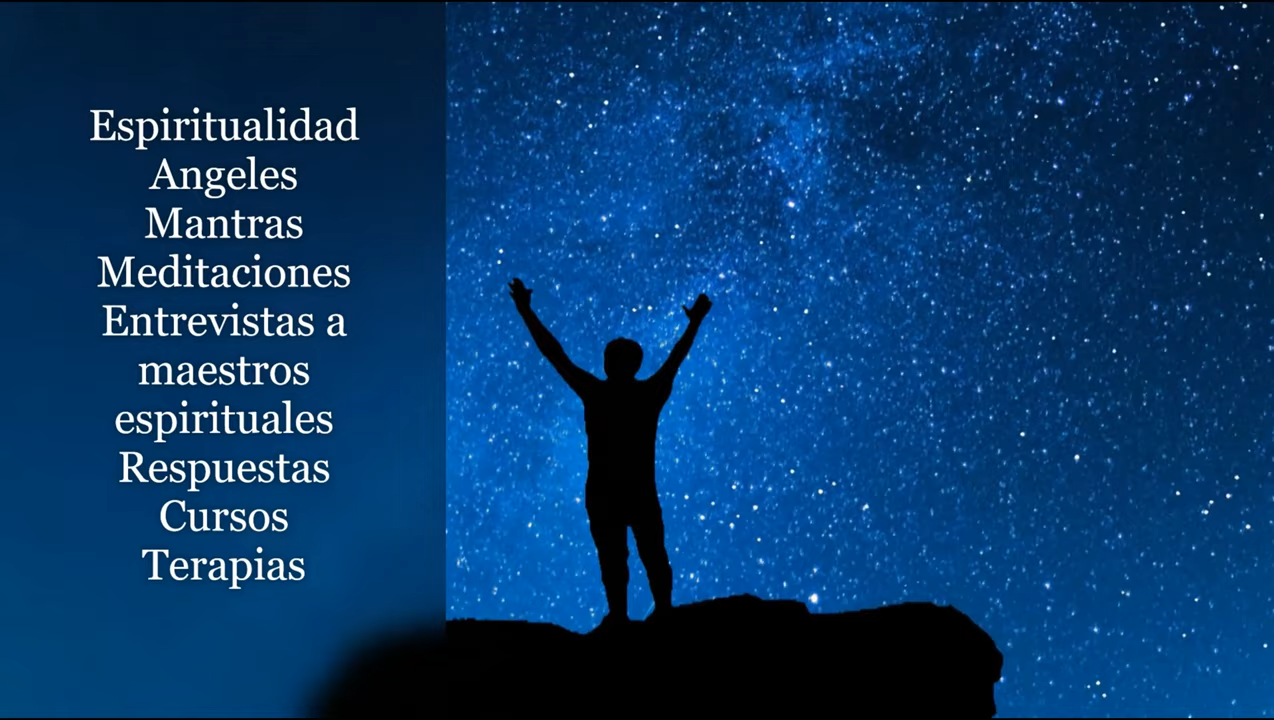 Espiritualidad
Angeles
Mantras
Meditaciones
Entrevistas a
maestros
espirituales
Respuestas
Cursos
Terapias